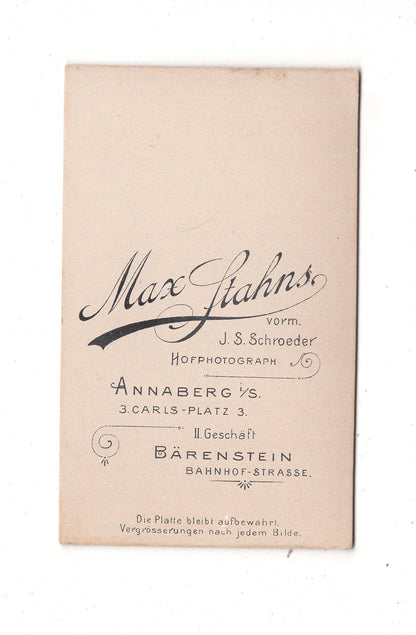 Max Stahns.
vorm.
J. S. Schroeder
HOFPHOTOGRAPH
ANNABERG i/S.
3. CARLS-PLATZ 3.
II. Geschäft
BÄRENSTEIN
BAHNHOF-STRASSE.
Die Platte bleibt aufbewahrt.
Vergrösserungen nach jedem Bilde.